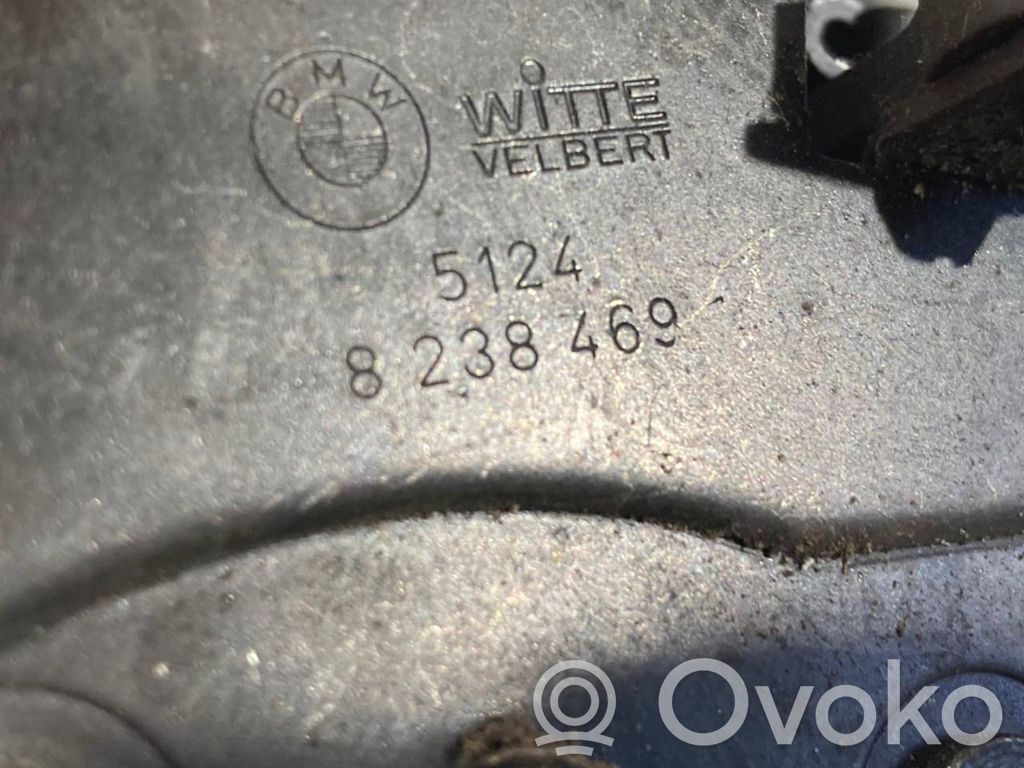 BMW
WiTTE
VELBERT
5124
8 238 469
Ovoko